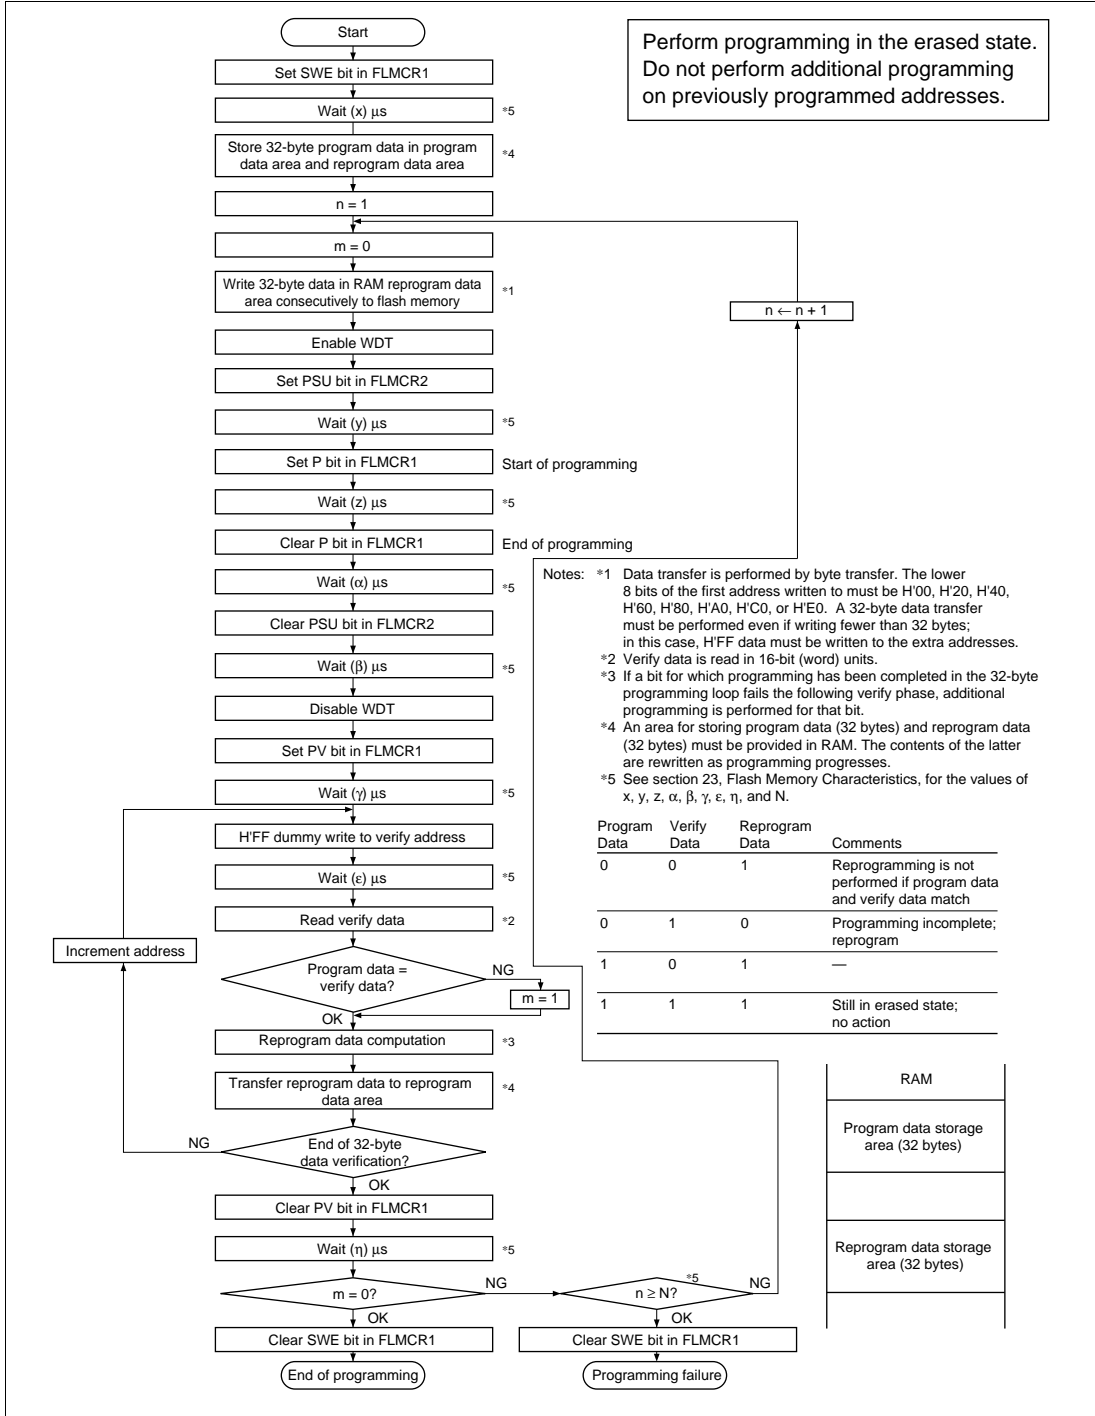 Start
Perform programming in the erased state.
Do not perform additional programming
on previously programmed addresses.
Set SWE bit in FLMCR1
Wait (x) µs
*5
Store 32-byte program data in program
data area and reprogram data area
*4
n = 1
m = 0
Write 32-byte data in RAM reprogram data
area consecutively to flash memory
*1
n ← n + 1
Enable WDT
Set PSU bit in FLMCR2
Wait (y) µs
*5
Set P bit in FLMCR1
Start of programming
Wait (z) µs
*5
Clear P bit in FLMCR1
End of programming
Wait (α) µs
*5
Clear PSU bit in FLMCR2
Wait (β) µs
*5
Disable WDT
Set PV bit in FLMCR1
Wait (γ) µs
*5
H'FF dummy write to verify address
Wait (ε) µs
*5
Read verify data
*2
Increment address
Program data =
verify data?
NG
m = 1
OK
Reprogram data computation
*3
Transfer reprogram data to reprogram
data area
*4
NG
End of 32-byte
data verification?
OK
Clear PV bit in FLMCR1
Wait (η) µs
*5
m = 0?
NG
*5
n ≥ N?
NG
OK
OK
Clear SWE bit in FLMCR1
Clear SWE bit in FLMCR1
End of programming
Programming failure
Notes: *1 Data transfer is performed by byte transfer. The lower
8 bits of the first address written to must be H'00, H'20, H'40,
H'60, H'80, H'A0, H'C0, or H'E0. A 32-byte data transfer
must be performed even if writing fewer than 32 bytes;
in this case, H'FF data must be written to the extra addresses.
*2 Verify data is read in 16-bit (word) units.
*3 If a bit for which programming has been completed in the 32-byte
programming loop fails the following verify phase, additional
programming is performed for that bit.
*4 An area for storing program data (32 bytes) and reprogram data
(32 bytes) must be provided in RAM. The contents of the latter
are rewritten as programming progresses.
*5 See section 23, Flash Memory Characteristics, for the values of
x, y, z, α, β, γ, ε, η, and N.
Program Verify Reprogram
Data Data Data Comments
0 0 1 Reprogramming is not
performed if program data
and verify data match
0 1 0 Programming incomplete;
reprogram
1 0 1 —
1 1 1 Still in erased state;
no action
RAM
Program data storage
area (32 bytes)
Reprogram data storage
area (32 bytes)